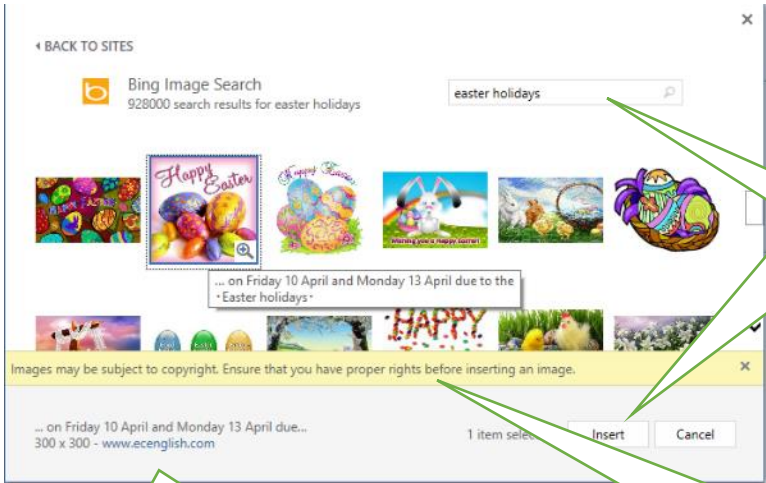 BACK TO SITES
Bing Image Search
928000 search results for easter holidays
easter holidays
HAPPY EASTER
Happy
Easter
Happy Easter
Wishing you a Happy Easter!
... on Friday 10 April and Monday 13 April due to the
·Easter holidays·
HAPPY
Images may be subject to copyright. Ensure that you have proper rights before inserting an image.
... on Friday 10 April and Monday 13 April due...
300 x 300 - www.ecenglish.com
1 item
Insert
Cancel